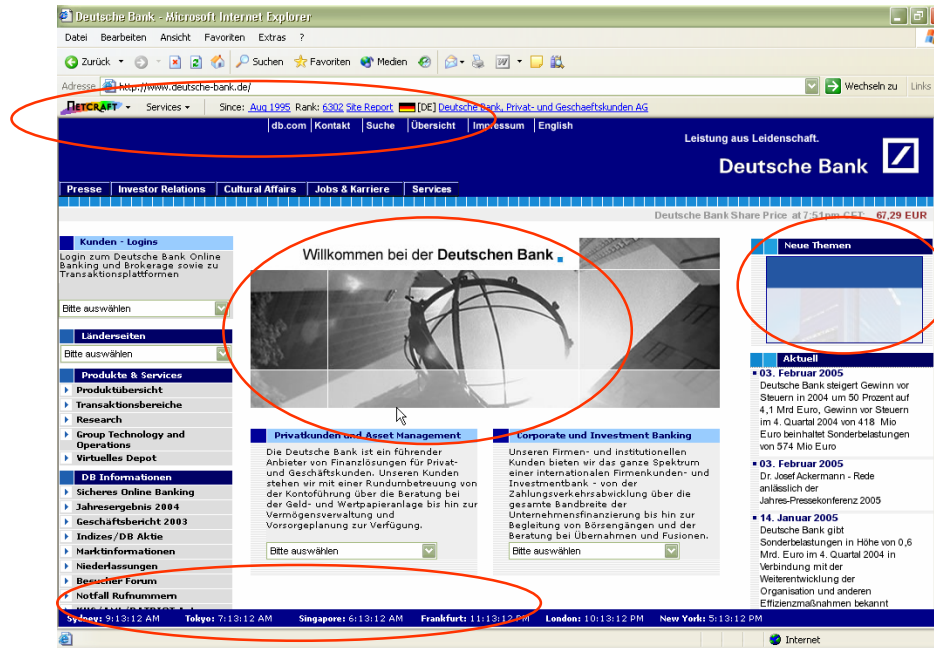 Deutsche Bank - Microsoft Internet Explorer
Datei Bearbeiten Ansicht Favoriten Extras ?
Zurück Suchen Favoriten Medien
Adresse http://www.deutsche-bank.de/ Wechseln zu Links
NETCRAFT Services Since: Aug 1995 Rank: 6302 Site Report [DE] Deutsche Bank, Privat- und Geschaeftskunden AG
db.com Kontakt Suche Übersicht Impressum English
Leistung aus Leidenschaft.
Deutsche Bank
Presse Investor Relations Cultural Affairs Jobs & Karriere Services
Deutsche Bank Share Price at 7:51pm CET: 67,29 EUR
Kunden - Logins
Login zum Deutsche Bank Online
Banking und Brokerage sowie zu
Transaktionsplattformen
Bitte auswählen
Länderseiten
Bitte auswählen
Produkte & Services
Produktübersicht
Transaktionsbereiche
Research
Group Technology and
Operations
Virtuelles Depot
DB Informationen
Sicheres Online Banking
Jahresergebnis 2004
Geschäftsbericht 2003
Indizes/DB Aktie
Marktinformationen
Niederlassungen
Besucher Forum
Notfall Rufnummern
Willkommen bei der Deutschen Bank
Privatkunden und Asset Management
Die Deutsche Bank ist ein führender
Anbieter von Finanzlösungen für Privat-
und Geschäftskunden. Unseren Kunden
stehen wir mit einer Rundumbetreuung von
der Kontoführung über die Beratung bei
der Geld- und Wertpapieranlage bis hin zur
Vermögensverwaltung und
Vorsorgeplanung zur Verfügung.
Bitte auswählen
Corporate und Investment Banking
Unseren Firmen- und institutionellen
Kunden bieten wir das ganze Spektrum
einer internationalen Firmenkunden- und
Investmentbank - von der
Zahlungsverkehrsabwicklung über die
gesamte Bandbreite der
Unternehmensfinanzierung bis hin zur
Begleitung von Börsengängen und der
Beratung bei Übernahmen und Fusionen.
Bitte auswählen
Neue Themen
Aktuell
03. Februar 2005
Deutsche Bank steigert Gewinn vor
Steuern in 2004 um 50 Prozent auf
4,1 Mrd Euro, Gewinn vor Steuern
im 4. Quartal 2004 von 418 Mio
Euro beinhaltet Sonderbelastungen
von 574 Mio Euro
03. Februar 2005
Dr. Josef Ackermann - Rede
anlässlich der
Jahres-Pressekonferenz 2005
14. Januar 2005
Deutsche Bank gibt
Sonderbelastungen in Höhe von 0,6
Mrd. Euro im 4. Quartal 2004 in
Verbindung mit der
Weiterentwicklung der
Organisation und anderen
Effizienzmaßnahmen bekannt
Sydney: 9:13:12 AM Tokyo: 7:13:12 AM Singapore: 6:13:12 AM Frankfurt: 11:13:12 PM London: 10:13:12 PM New York: 5:13:12 PM
Internet